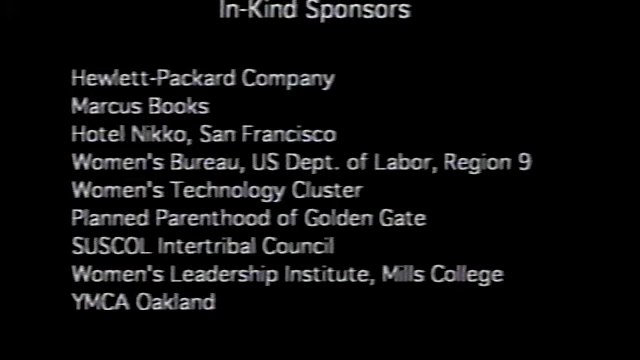 In-Kind Sponsors
Hewlett-Packard Company
Marcus Books
Hotel Nikko, San Francisco
Women's Bureau, US Dept. of Labor, Region 9
Women's Technology Cluster
Planned Parenthood of Golden Gate
SUSCOL Intertribal Council
Women's Leadership Institute, Mills College
YMCA Oakland